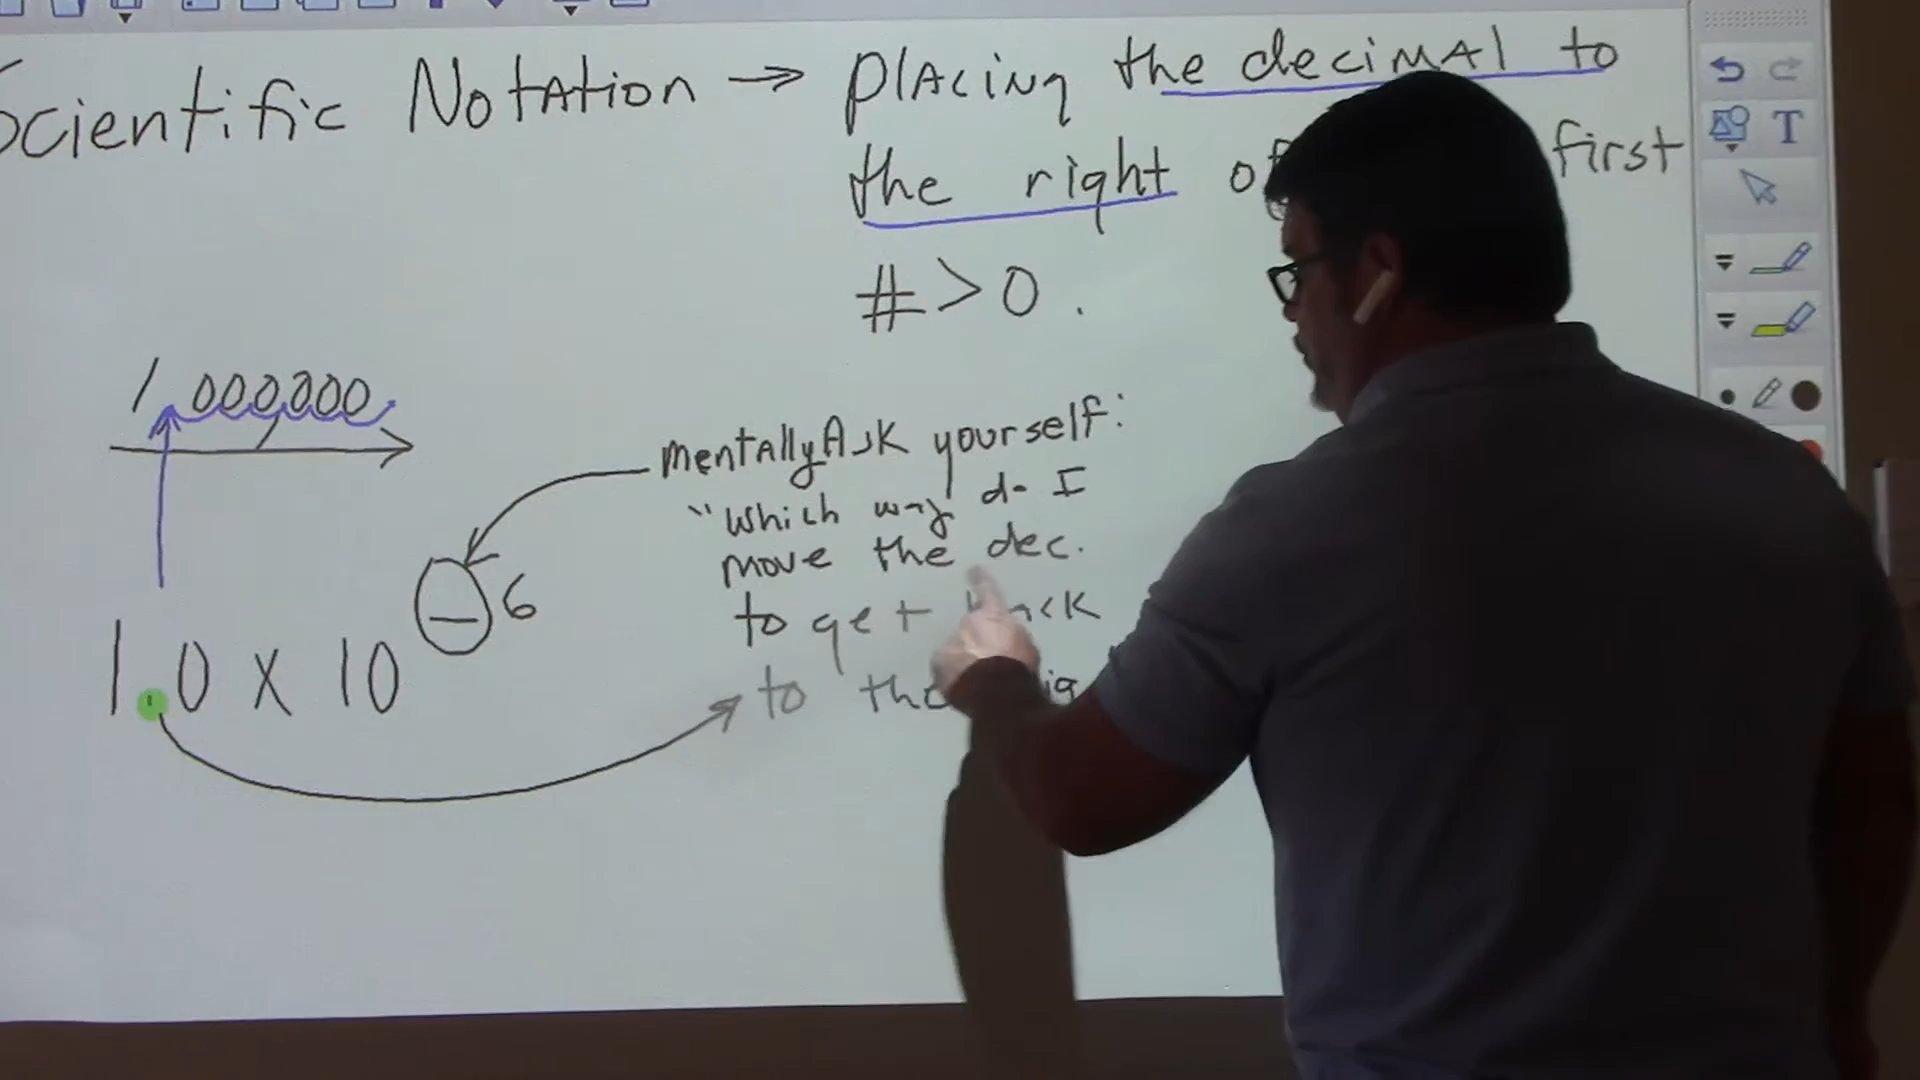 Scientific Notation → Placing the decimal to
the right first
# > 0.
1 000,000
Mentally Ask yourself:
"Which way do I
move the dec.
to get back
to the
1.0 x 10 -6
T